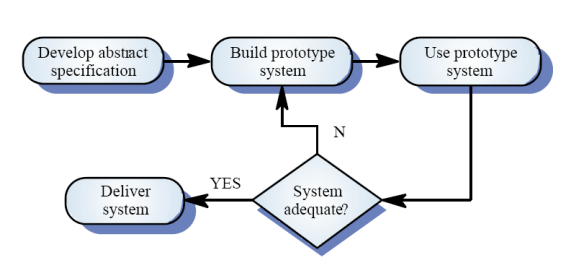 Develop abstract
specification
Build prototype
system
Use prototype
system
N
System
adequate?
YES
Deliver
system